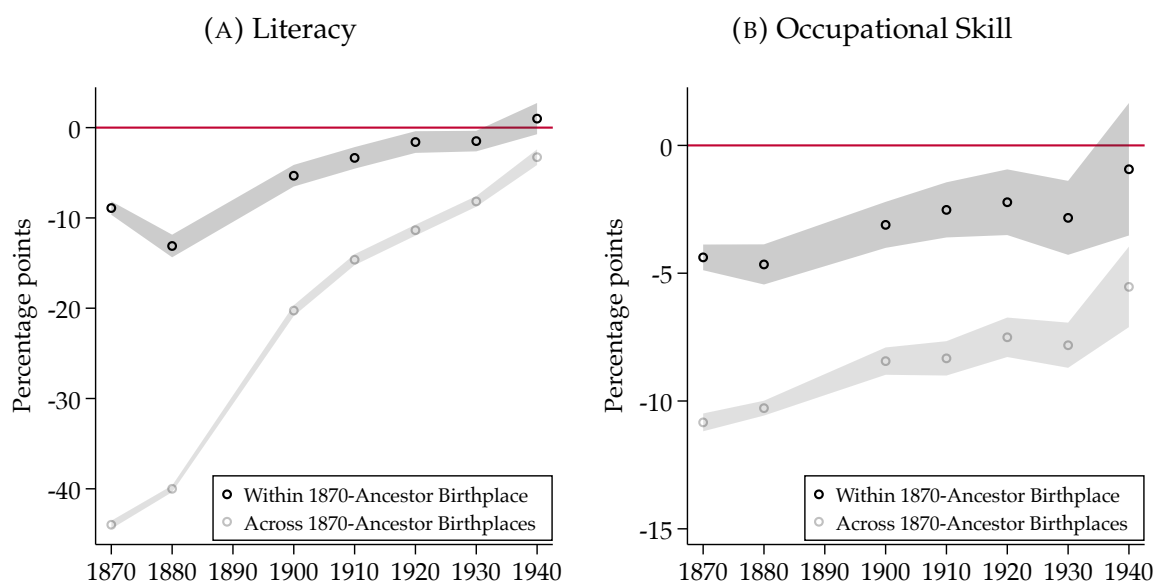 (A) Literacy
Percentage points
0
-10
-20
-30
-40
Within 1870-Ancestor Birthplace
Across 1870-Ancestor Birthplaces
1870 1880 1890 1900 1910 1920 1930 1940
(B) Occupational Skill
Percentage points
0
-5
-10
-15
Within 1870-Ancestor Birthplace
Across 1870-Ancestor Birthplaces
1870 1880 1890 1900 1910 1920 1930 1940